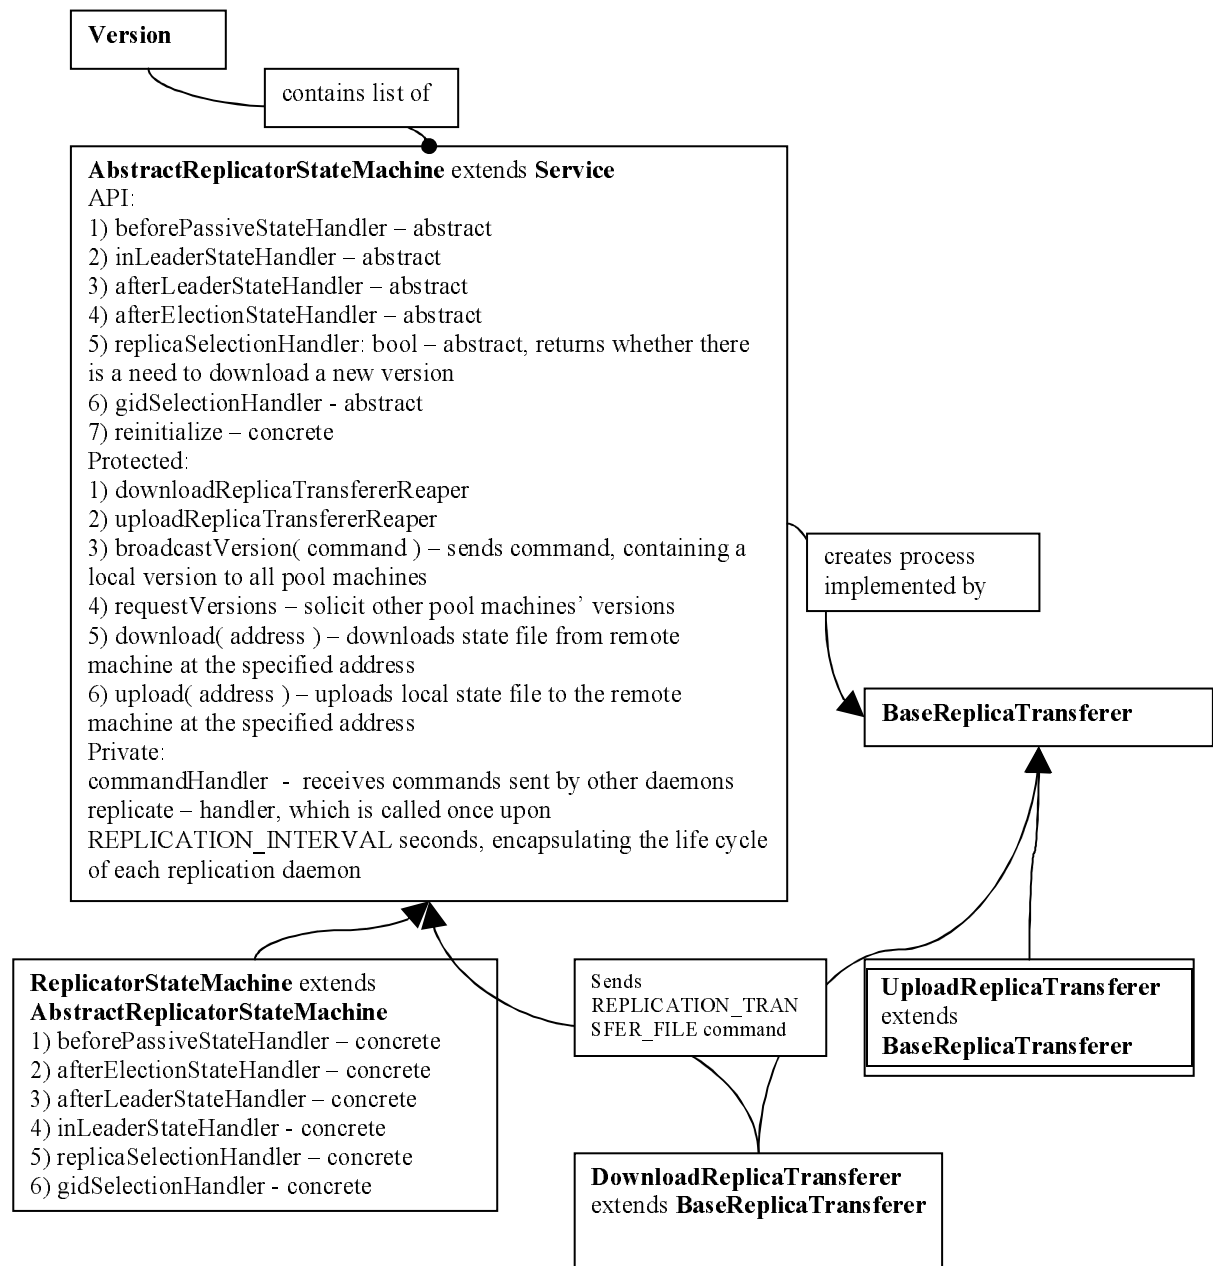 Version
contains list of
AbstractReplicatorStateMachine extends Service
API:
1) beforePassiveStateHandler – abstract
2) inLeaderStateHandler – abstract
3) afterLeaderStateHandler – abstract
4) afterElectionStateHandler – abstract
5) replicaSelectionHandler: bool – abstract, returns whether there
is a need to download a new version
6) gidSelectionHandler - abstract
7) reinitialize – concrete
Protected:
1) downloadReplicaTransfererReaper
2) uploadReplicaTransfererReaper
3) broadcastVersion( command ) – sends command, containing a
local version to all pool machines
4) requestVersions – solicit other pool machines’ versions
5) download( address ) – downloads state file from remote
machine at the specified address
6) upload( address ) – uploads local state file to the remote
machine at the specified address
Private:
commandHandler - receives commands sent by other daemons
replicate – handler, which is called once upon
REPLICATION_INTERVAL seconds, encapsulating the life cycle
of each replication daemon
creates process
implemented by
BaseReplicaTransferer
ReplicatorStateMachine extends
AbstractReplicatorStateMachine
1) beforePassiveStateHandler – concrete
2) afterElectionStateHandler – concrete
3) afterLeaderStateHandler – concrete
4) inLeaderStateHandler - concrete
5) replicaSelectionHandler – concrete
6) gidSelectionHandler - concrete
Sends
REPLICATION_TRAN
SFER_FILE command
UploadReplicaTransferer
extends
BaseReplicaTransferer
DownloadReplicaTransferer
extends BaseReplicaTransferer